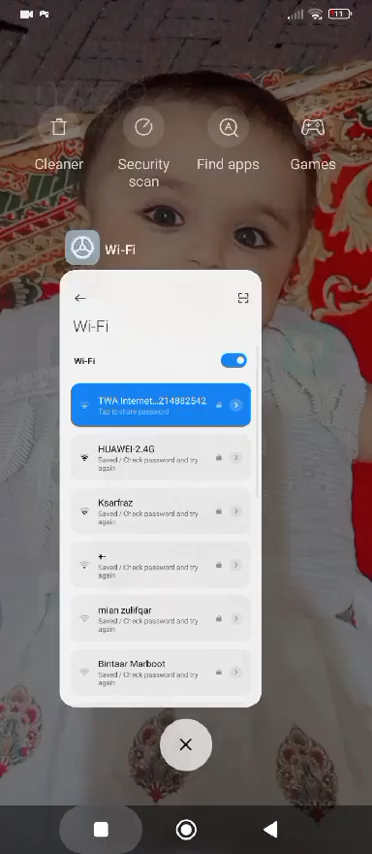 11
Cleaner
Security
scan
Find apps
Games
Wi-Fi
Wi-Fi
Wi-Fi
TWA Internet...214882542
Tap to share password
HUAWEI-2.4G
Saved / Check password and try
again
Ksarfraz
Saved / Check password and try
again
+-
Saved / Check password and try
again
mian zulifqar
Saved / Check password and try
again
Bintaar Marboot
Saved / Check password and try
again